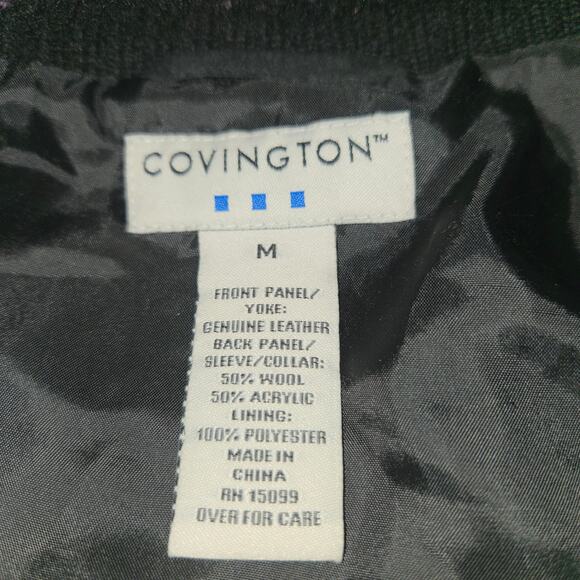 COVINGTON™
M
FRONT PANEL/
YOKE:
GENUINE LEATHER
BACK PANEL/
SLEEVE/COLLAR:
50% WOOL
50% ACRYLIC
LINING:
100% POLYESTER
MADE IN
CHINA
RN 15099
OVER FOR CARE